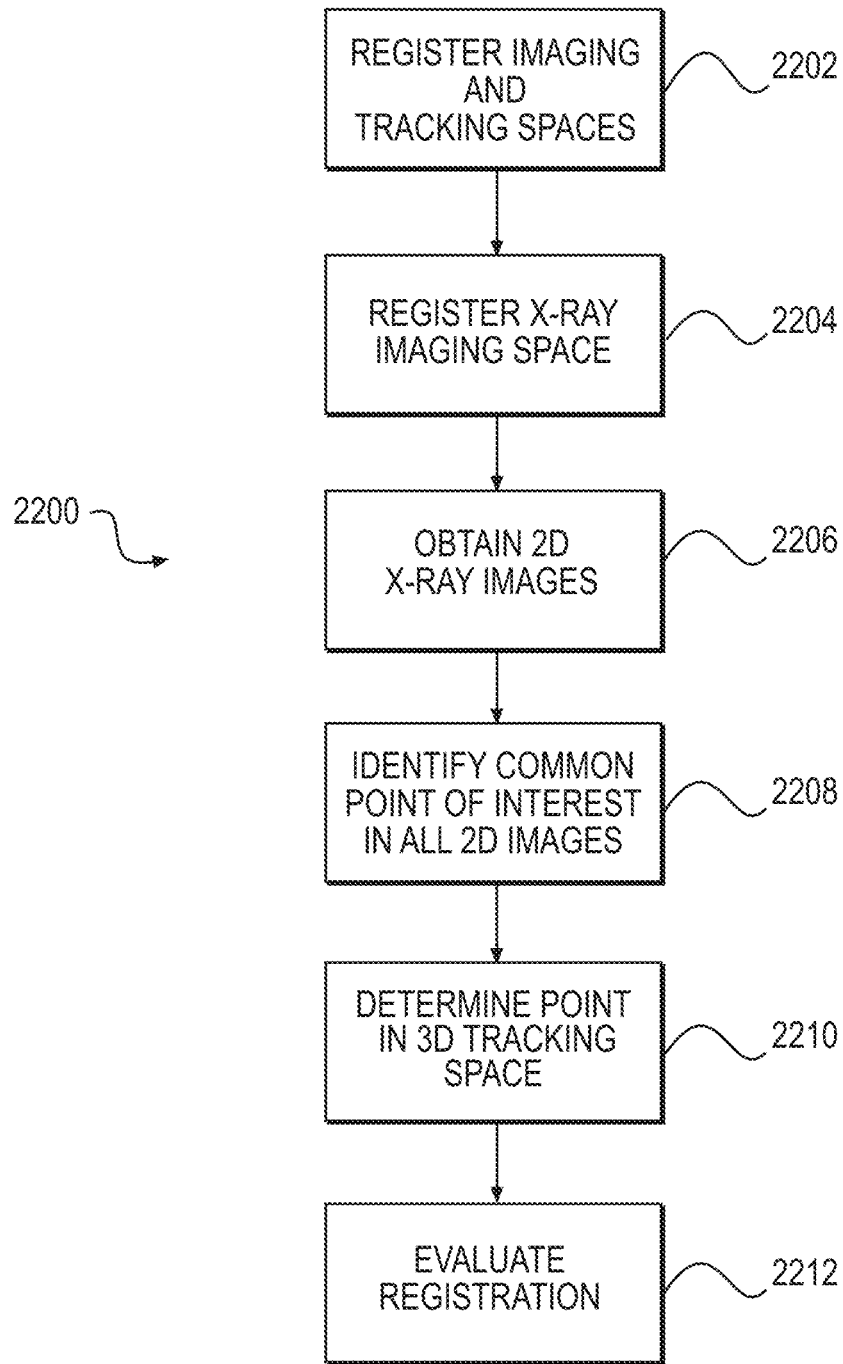 REGISTER IMAGING
AND
TRACKING SPACES
2202
REGISTER X-RAY
IMAGING SPACE
2204
2200
OBTAIN 2D
X-RAY IMAGES
2206
IDENTIFY COMMON
POINT OF INTEREST
IN ALL 2D IMAGES
2208
DETERMINE POINT
IN 3D TRACKING
SPACE
2210
EVALUATE
REGISTRATION
2212